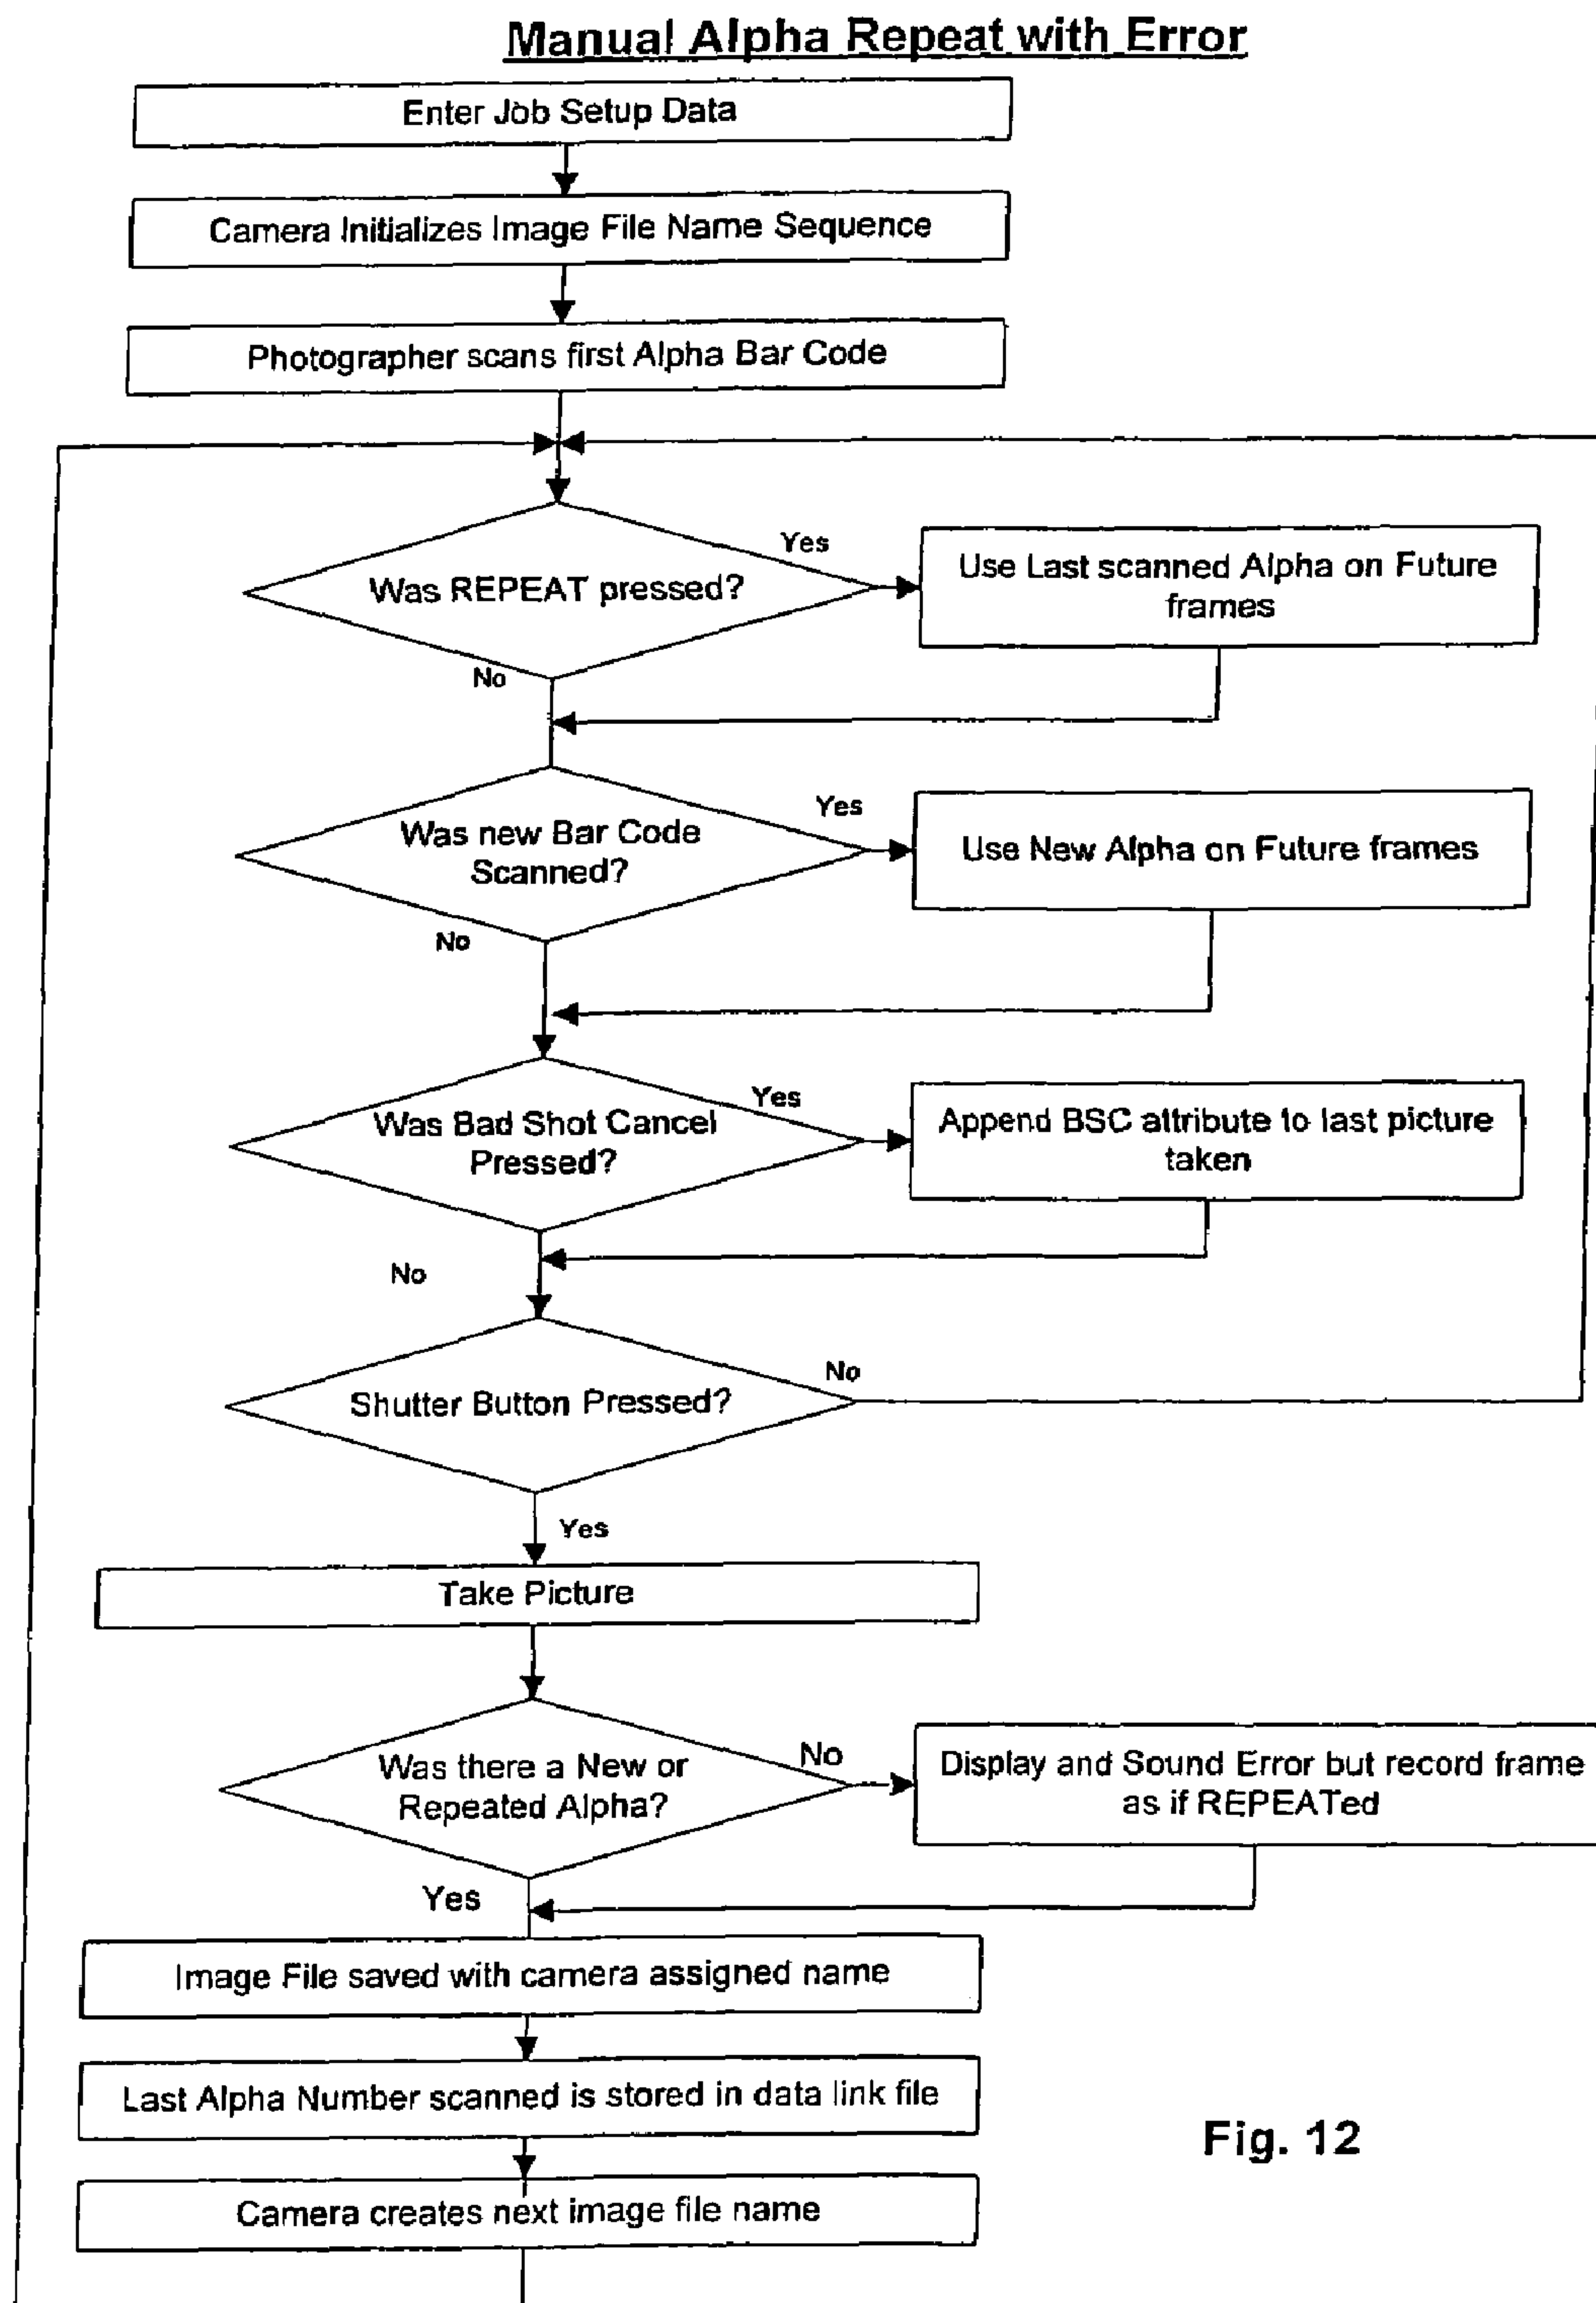 Manual Alpha Repeat with Error
Enter Job Setup Data
Camera Initializes Image File Name Sequence
Photographer scans first Alpha Bar Code
Was REPEAT pressed?
Yes
Use Last scanned Alpha on Future
frames
No
Was new Bar Code
Scanned?
Yes
Use New Alpha on Future frames
No
Was Bad Shot Cancel
Pressed?
Yes
Append BSC attribute to last picture
taken
No
Shutter Button Pressed?
No
Yes
Take Picture
Was there a New or
Repeated Alpha?
No
Display and Sound Error but record frame
as if REPEATed
Yes
Image File saved with camera assigned name
Last Alpha Number scanned is stored in data link file
Camera creates next image file name
Fig. 12